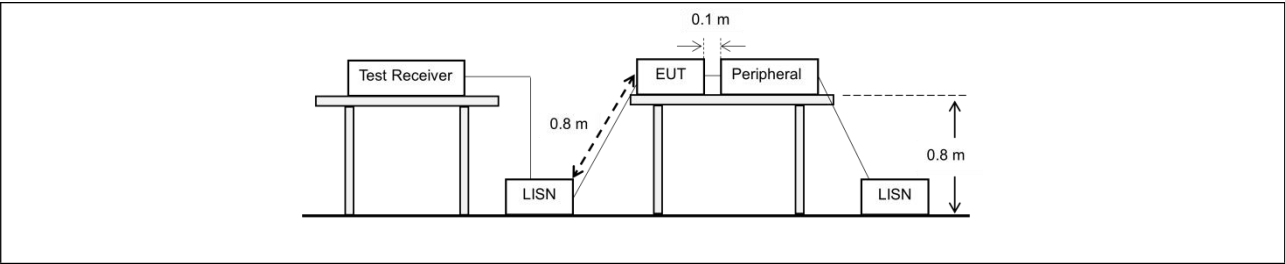 0.1 m
Test Receiver
EUT
Peripheral
0.8 m
0.8 m
LISN
LISN